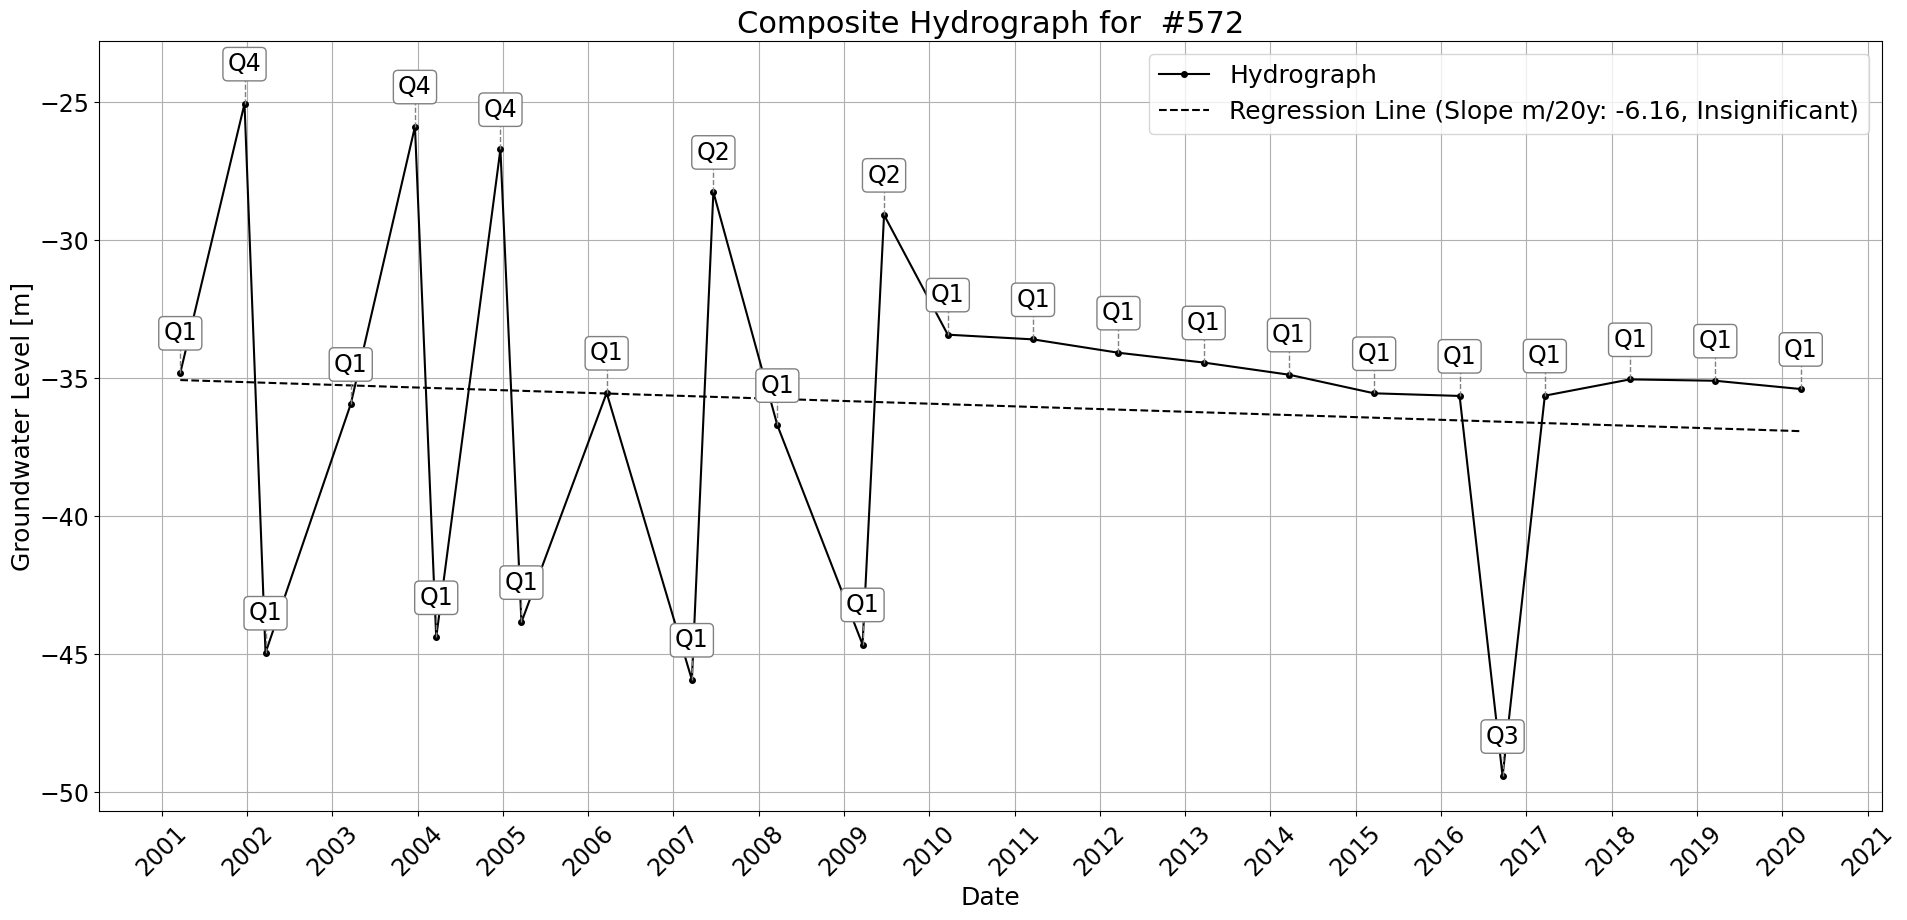 Composite Hydrograph for  #572
Hydrograph
Regression Line (Slope m/20y: -6.16, Insignificant)
Groundwater Level [m]
−25
−30
−35
−40
−45
−50
Q1
Q4
Q1
Q1
Q4
Q1
Q4
Q1
Q1
Q1
Q2
Q1
Q1
Q2
Q1
Q1
Q1
Q1
Q1
Q1
Q1
Q3
Q1
Q1
Q1
Q1
2001
2002
2003
2004
2005
2006
2007
2008
2009
2010
2011
2012
2013
2014
2015
2016
2017
2018
2019
2020
2021
Date